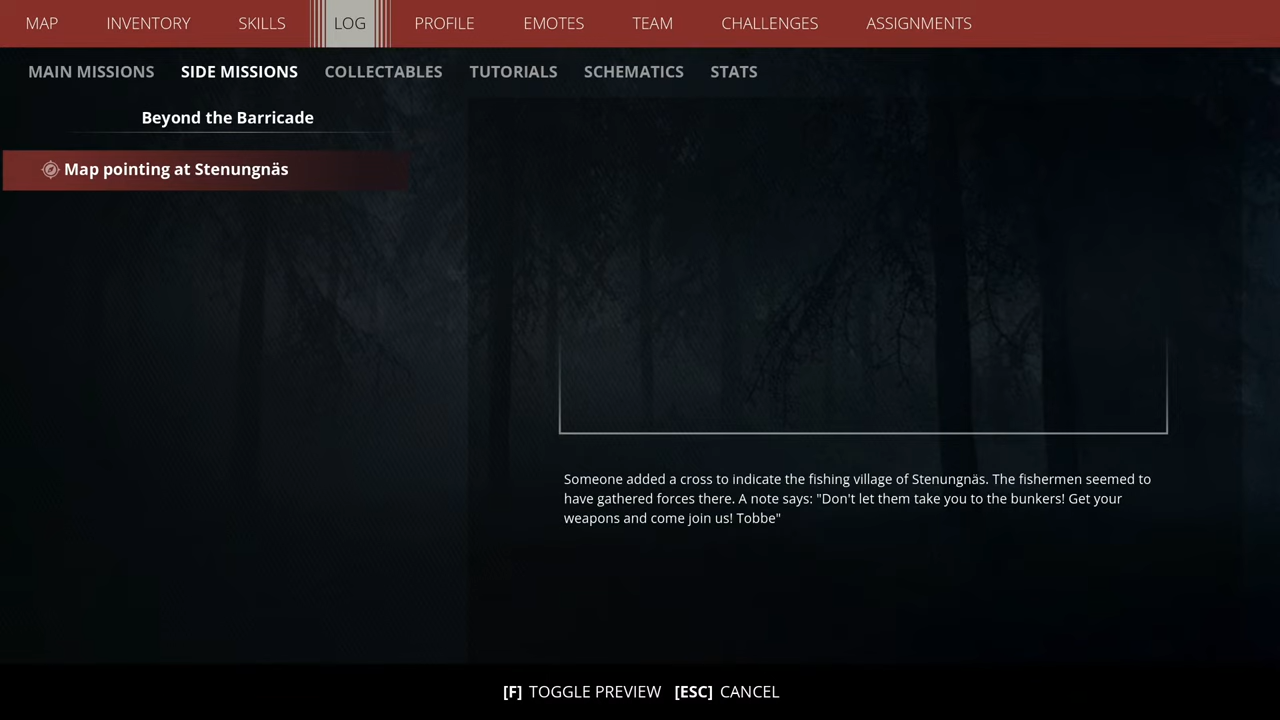 MAP INVENTORY SKILLS LOG PROFILE EMOTES TEAM CHALLENGES ASSIGNMENTS
MAIN MISSIONS SIDE MISSIONS COLLECTABLES TUTORIALS SCHEMATICS STATS
Beyond the Barricade
Map pointing at Stenungnäs
Someone added a cross to indicate the fishing village of Stenungnäs. The fishermen seemed to
have gathered forces there. A note says: "Don't let them take you to the bunkers! Get your
weapons and come join us! Tobbe"
[F] TOGGLE PREVIEW [ESC] CANCEL